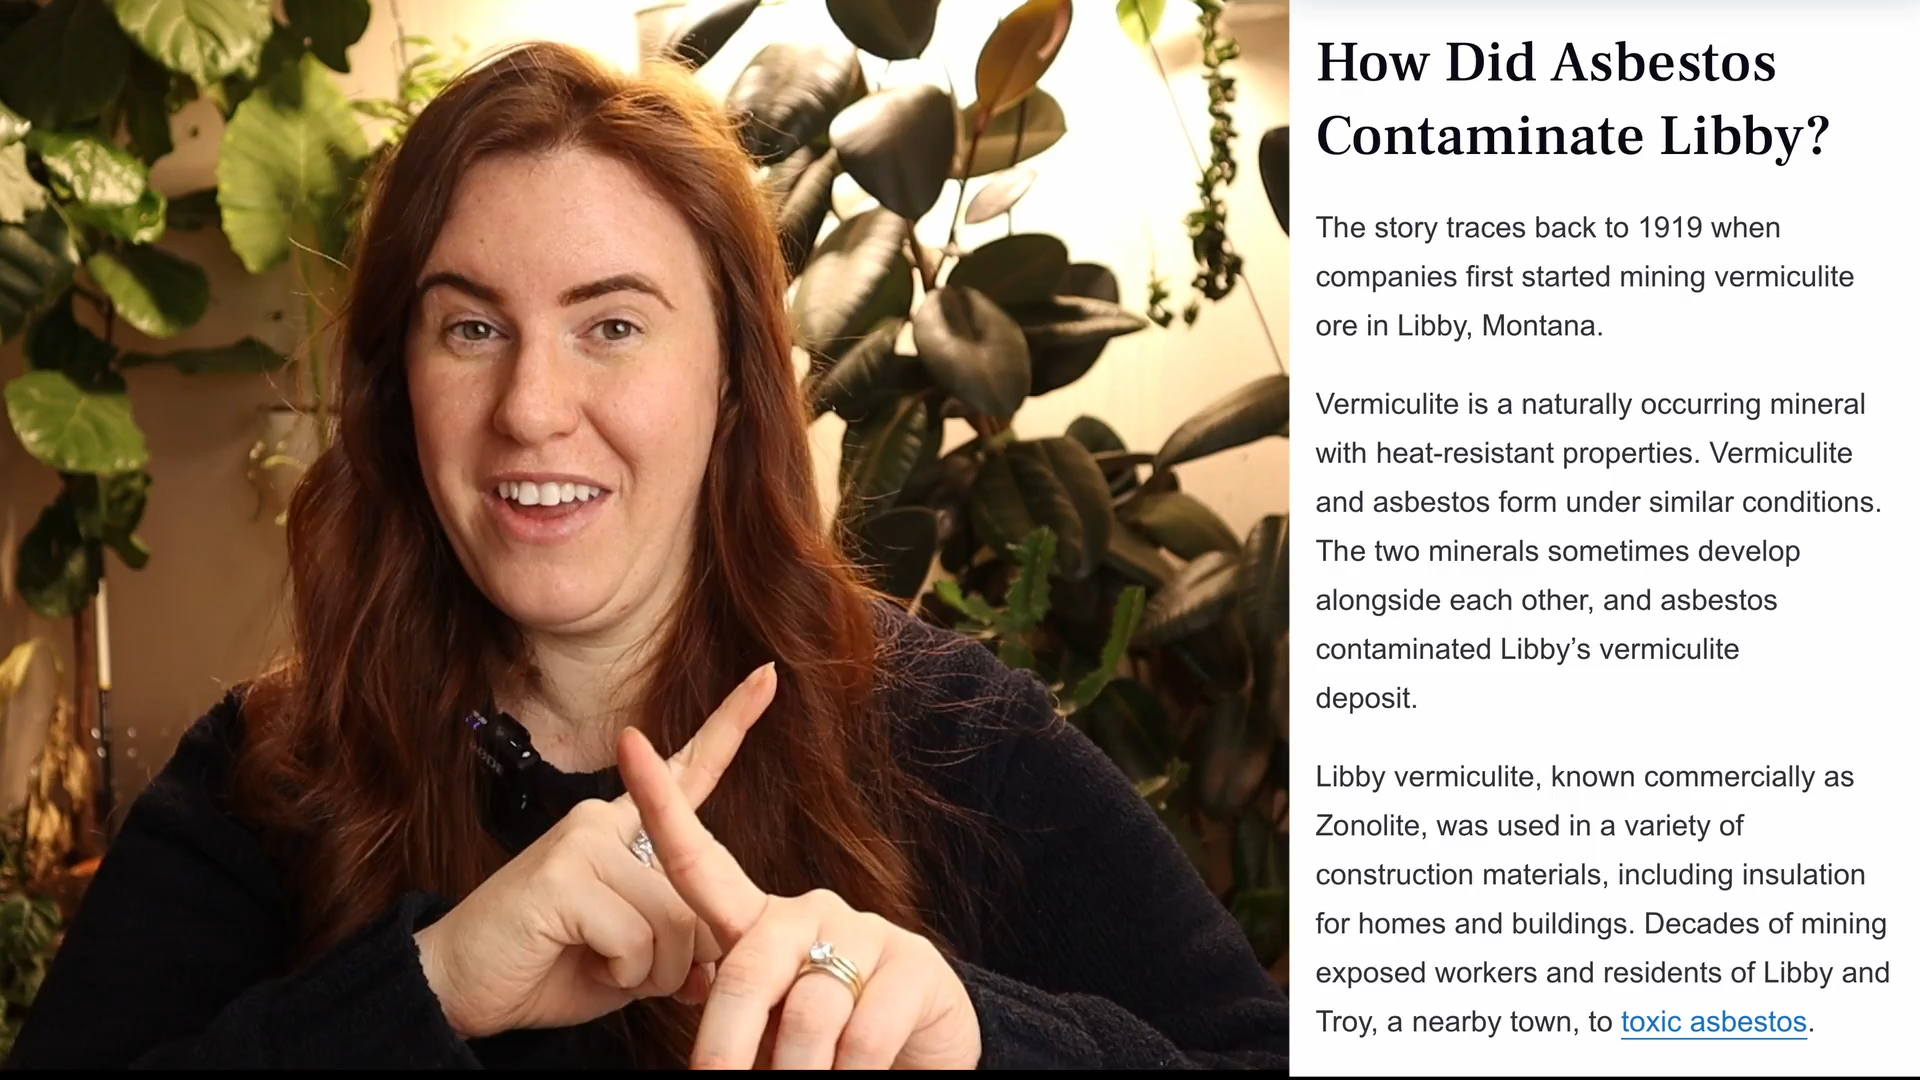 How Did Asbestos
Contaminate Libby?
The story traces back to 1919 when
companies first started mining vermiculite
ore in Libby, Montana.
Vermiculite is a naturally occurring mineral
with heat-resistant properties. Vermiculite
and asbestos form under similar conditions.
The two minerals sometimes develop
alongside each other, and asbestos
contaminated Libby’s vermiculite
deposit.
Libby vermiculite, known commercially as
Zonolite, was used in a variety of
construction materials, including insulation
for homes and buildings. Decades of mining
exposed workers and residents of Libby and
Troy, a nearby town, to toxic asbestos.